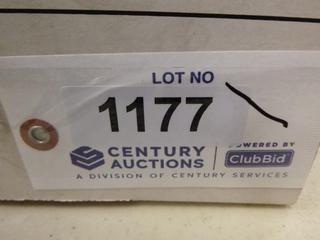 LOT NO
1177
CENTURY AUCTIONS
POWERED BY
ClubBid
A DIVISION OF CENTURY SERVICES